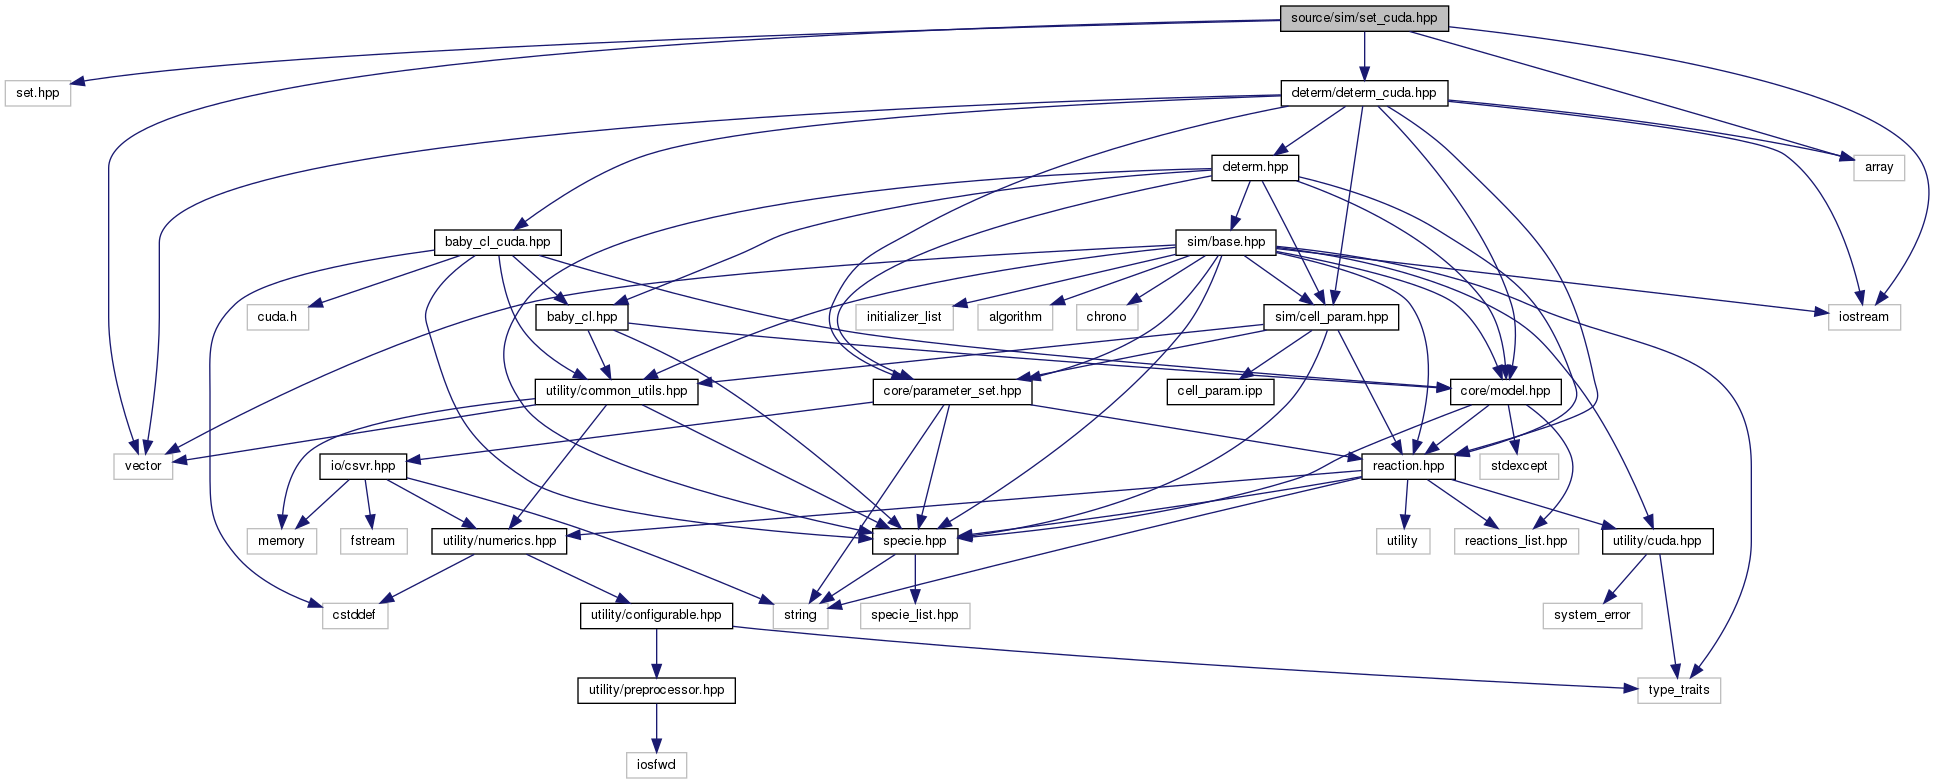 source/sim/set_cuda.hpp
set.hpp
determ/determ_cuda.hpp
determ.hpp
array
baby_cl_cuda.hpp
sim/base.hpp
cuda.h
baby_cl.hpp
initializer_list
algorithm
chrono
sim/cell_param.hpp
iostream
utility/common_utils.hpp
core/parameter_set.hpp
cell_param.ipp
core/model.hpp
vector
io/csvr.hpp
reaction.hpp
stdexcept
memory
fstream
utility/numerics.hpp
specie.hpp
utility
reactions_list.hpp
utility/cuda.hpp
cstddef
utility/configurable.hpp
string
specie_list.hpp
system_error
utility/preprocessor.hpp
type_traits
iosfwd